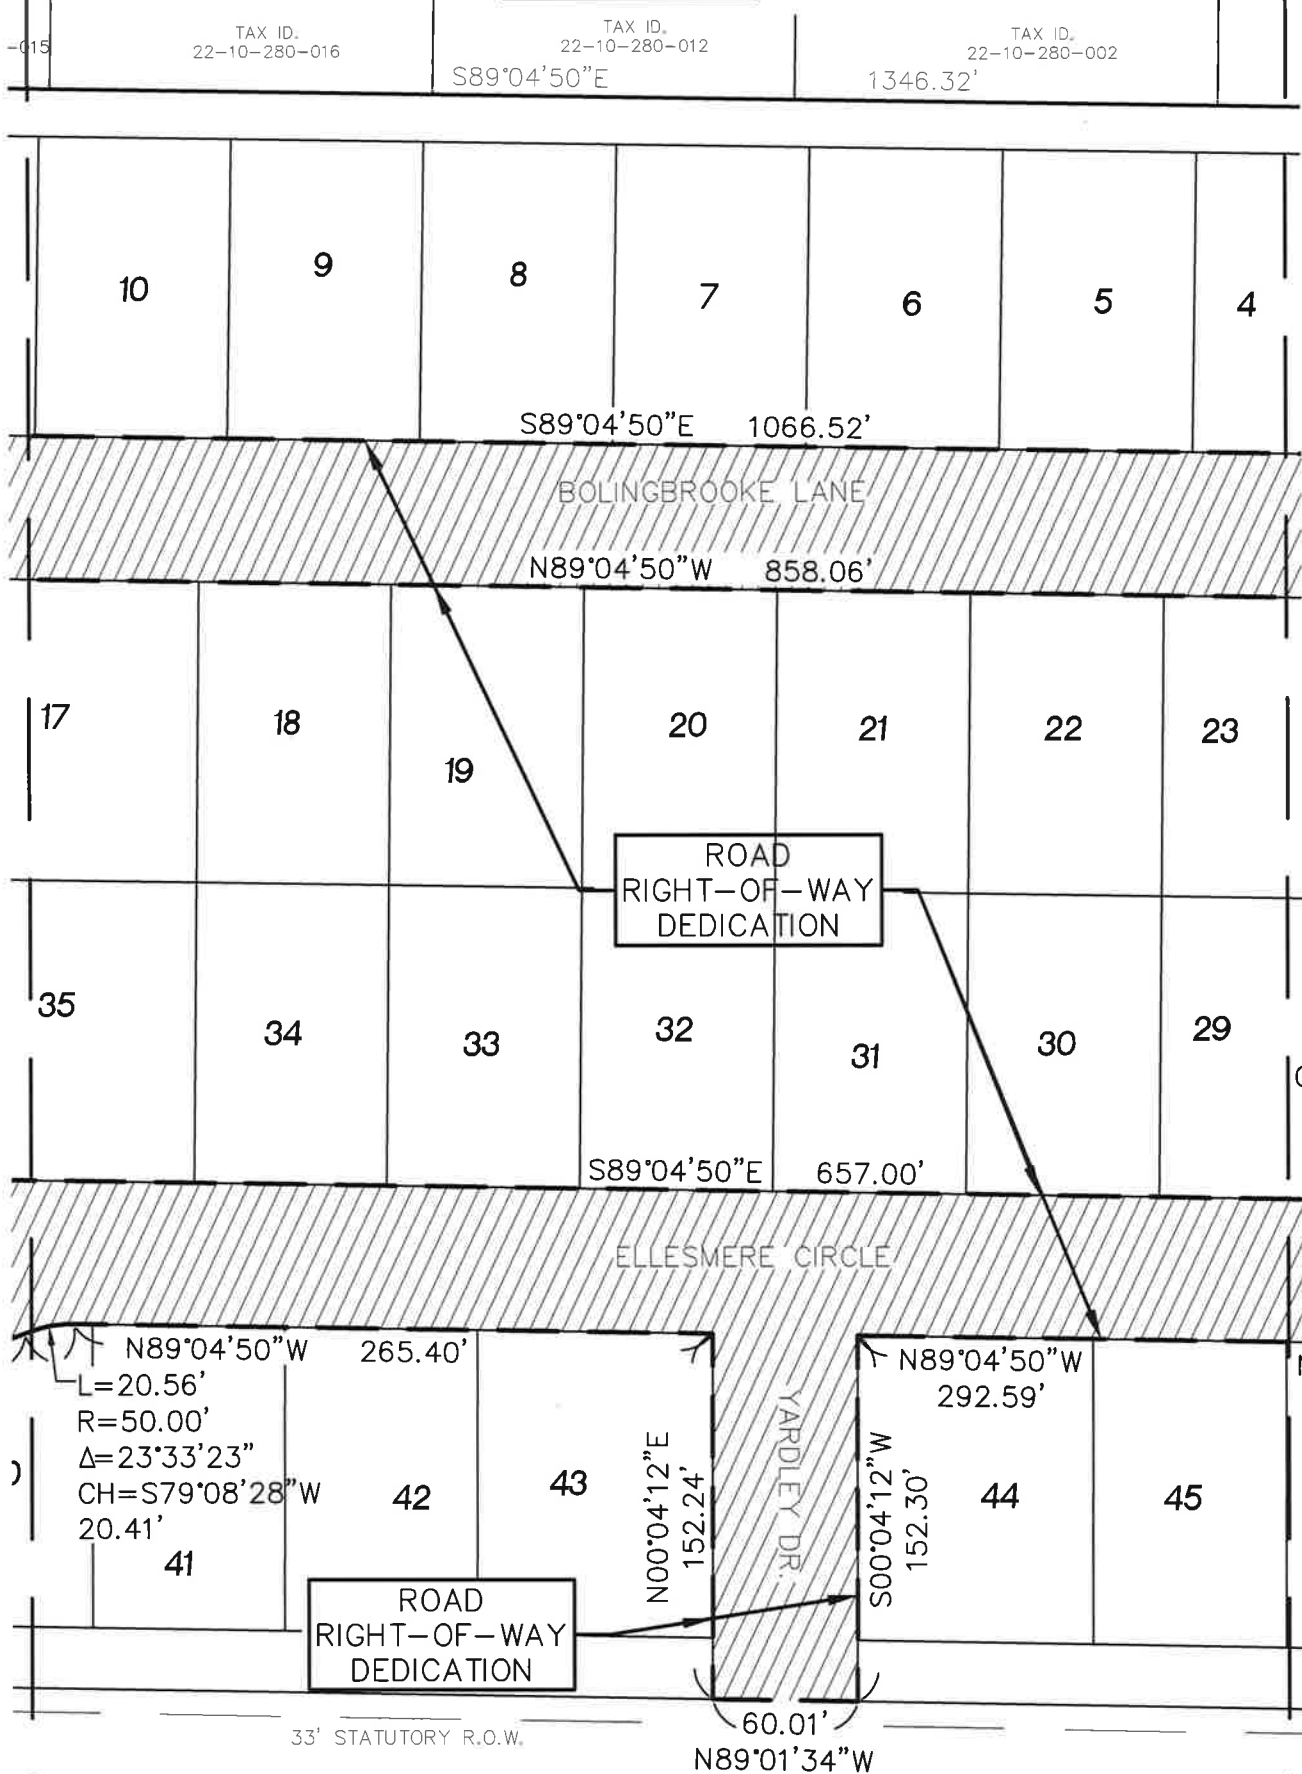 TAX ID.
22-10-280-016
TAX ID.
22-10-280-012
TAX ID.
22-10-280-002
-015
S89°04'50"E 1346.32'
10
9
8
7
6
5
4
S89°04'50"E 1066.52'
BOLINGBROOKE LANE
N89°04'50"W 858.06'
17
18
19
20
21
22
23
ROAD
RIGHT-OF-WAY
DEDICATION
35
34
33
32
31
30
29
S89°04'50"E 657.00'
ELLESMERE CIRCLE
N89°04'50"W 265.40'
L=20.56'
R=50.00'
Δ=23°33'23"
CH=S79°08'28"W
20.41'
41
42
43
N00°04'12"E
152.24'
YARDLEY DR.
S00°04'12"W
152.30'
N89°04'50"W
292.59'
44
45
ROAD
RIGHT-OF-WAY
DEDICATION
60.01'
N89°01'34"W
33' STATUTORY R.O.W.